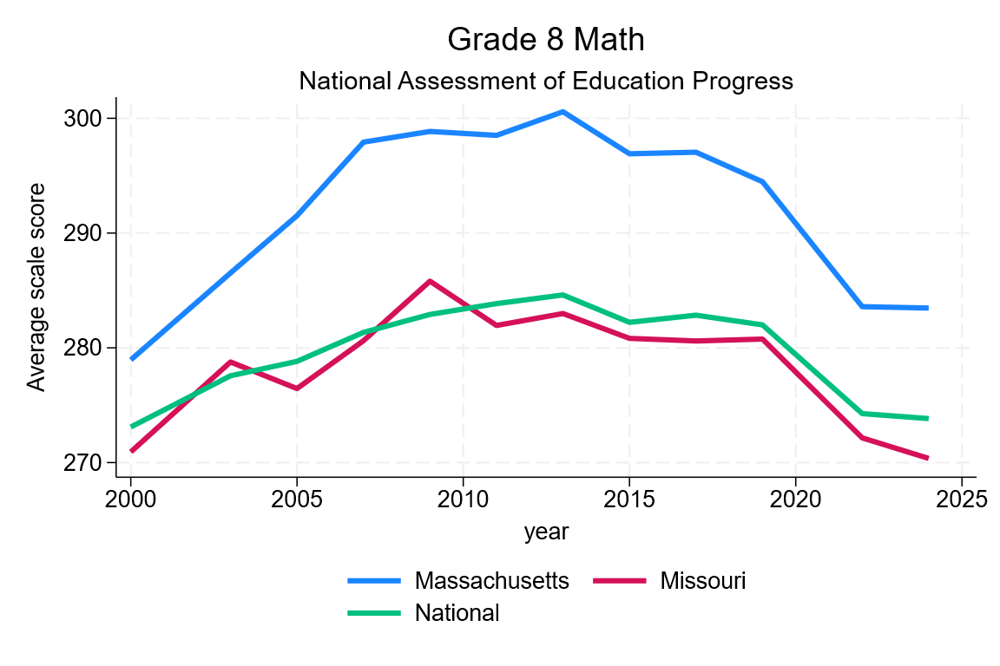 Grade 8 Math
National Assessment of Education Progress
Average scale score
300
290
280
270
2000 2005 2010 2015 2020 2025
year
Massachusetts Missouri
National